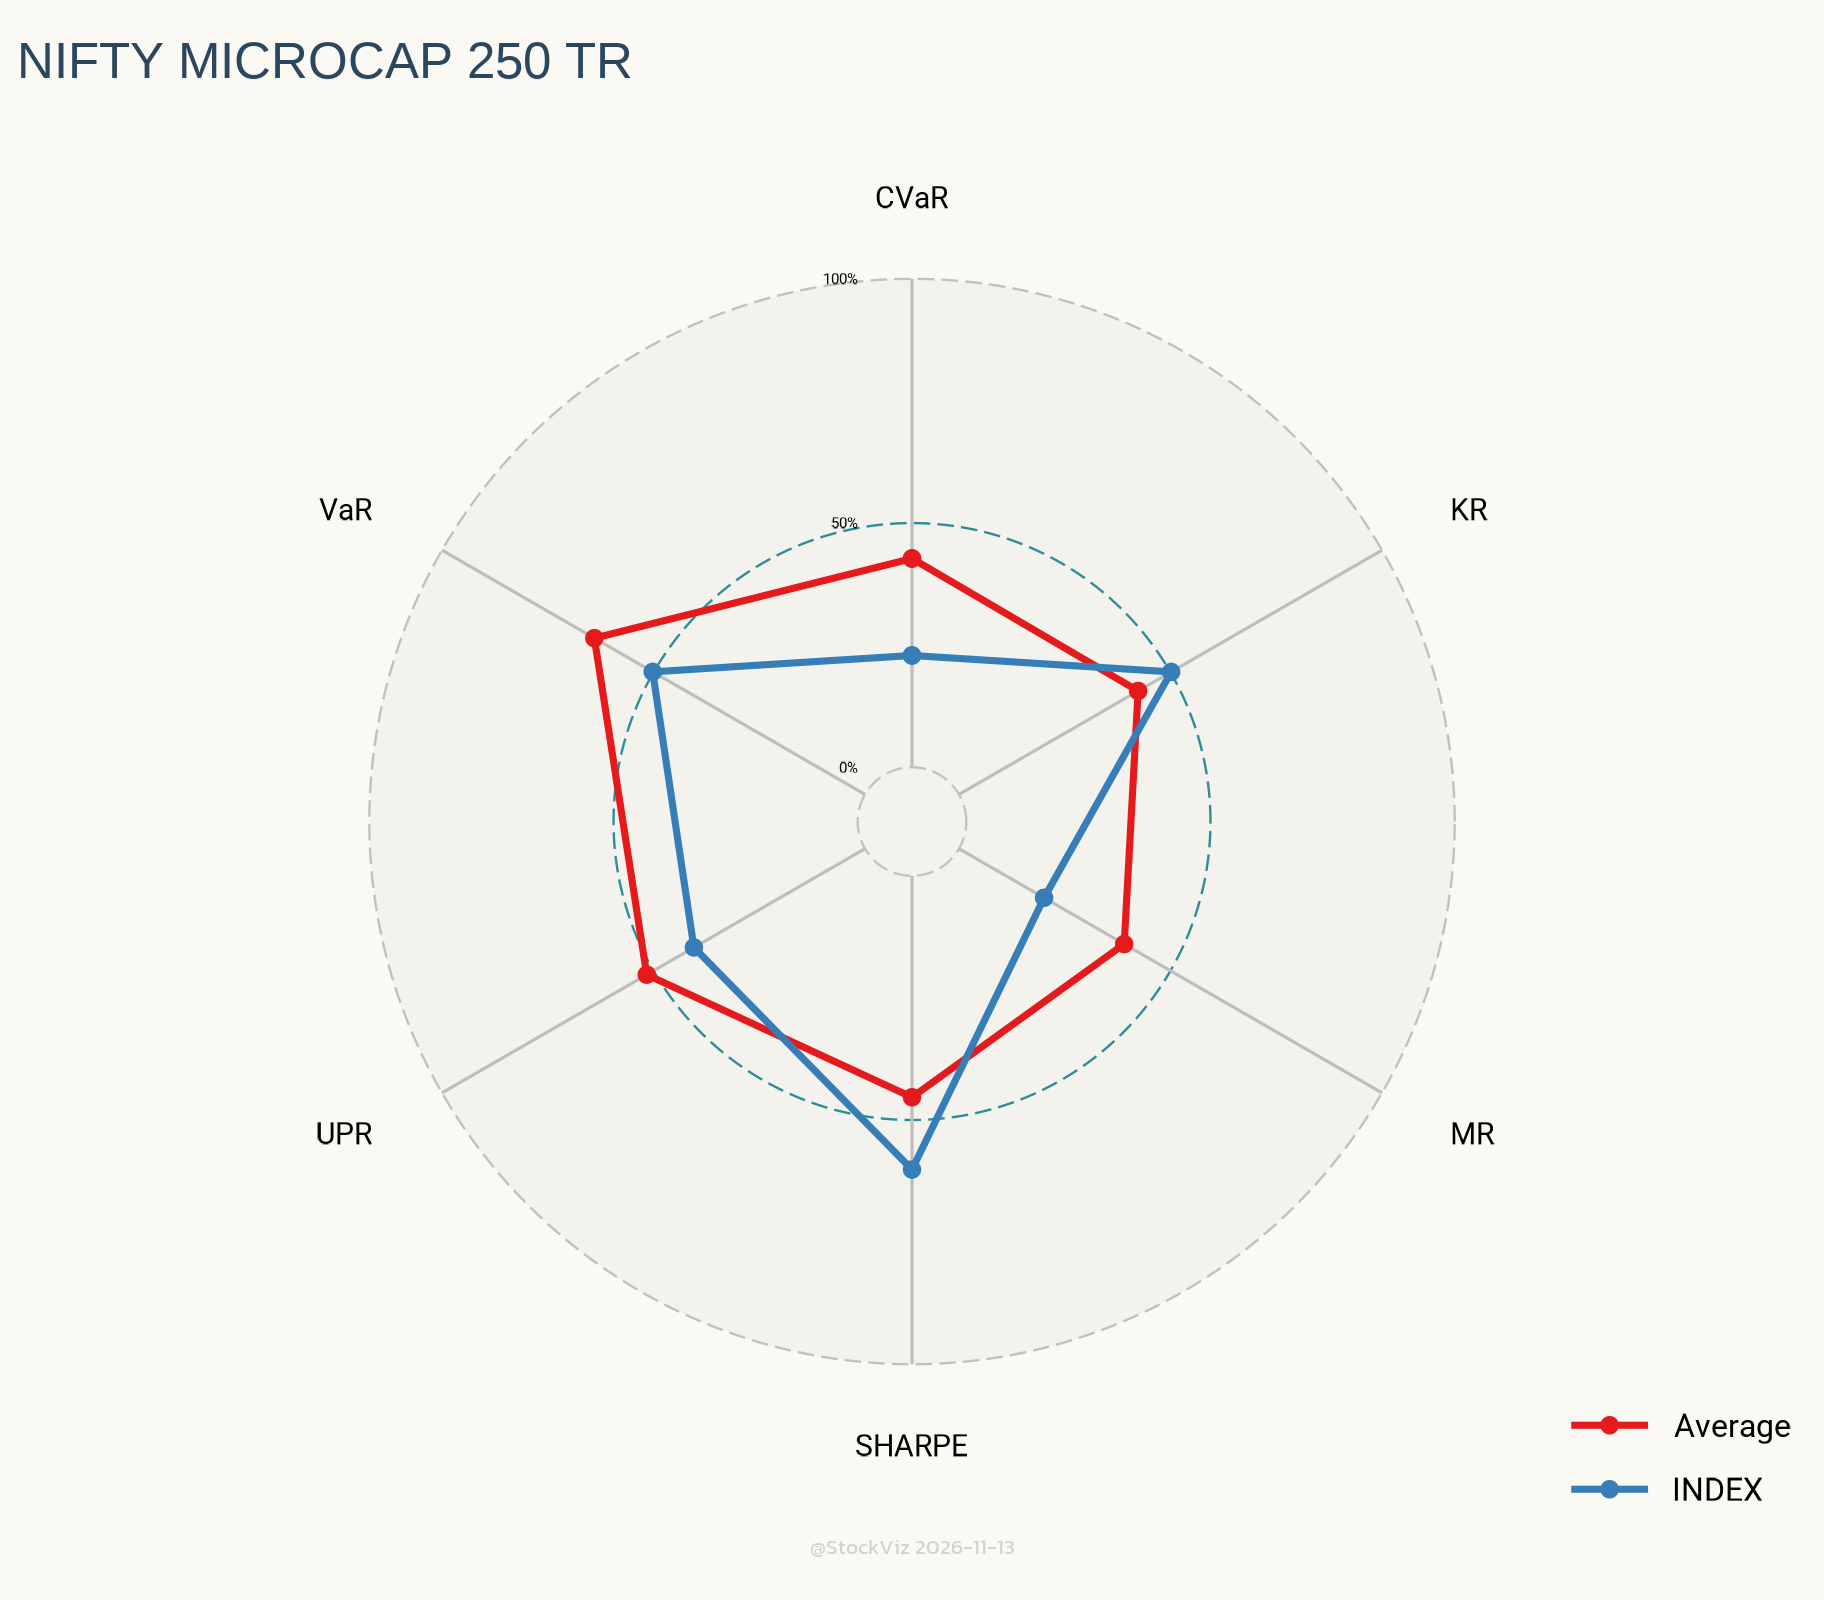 NIFTY MICROCAP 250 TR
CVaR
100%
VaR
KR
50%
0%
UPR
MR
SHARPE
Average
INDEX
@StockViz 2026-11-13